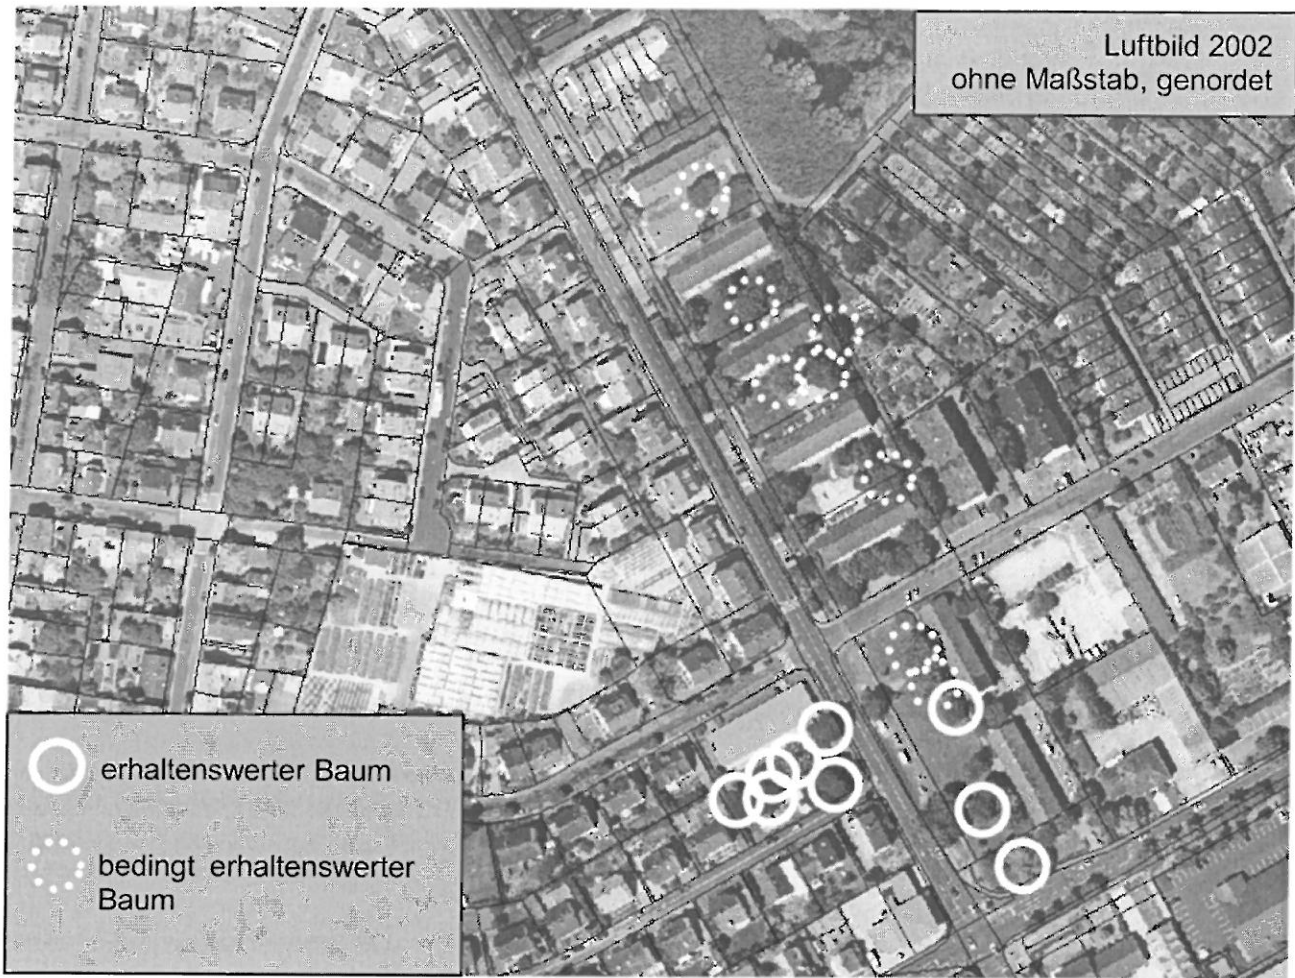 Luftbild 2002
ohne Maßstab, genordet
erhaltenswerter Baum
bedingt erhaltenswerter
Baum